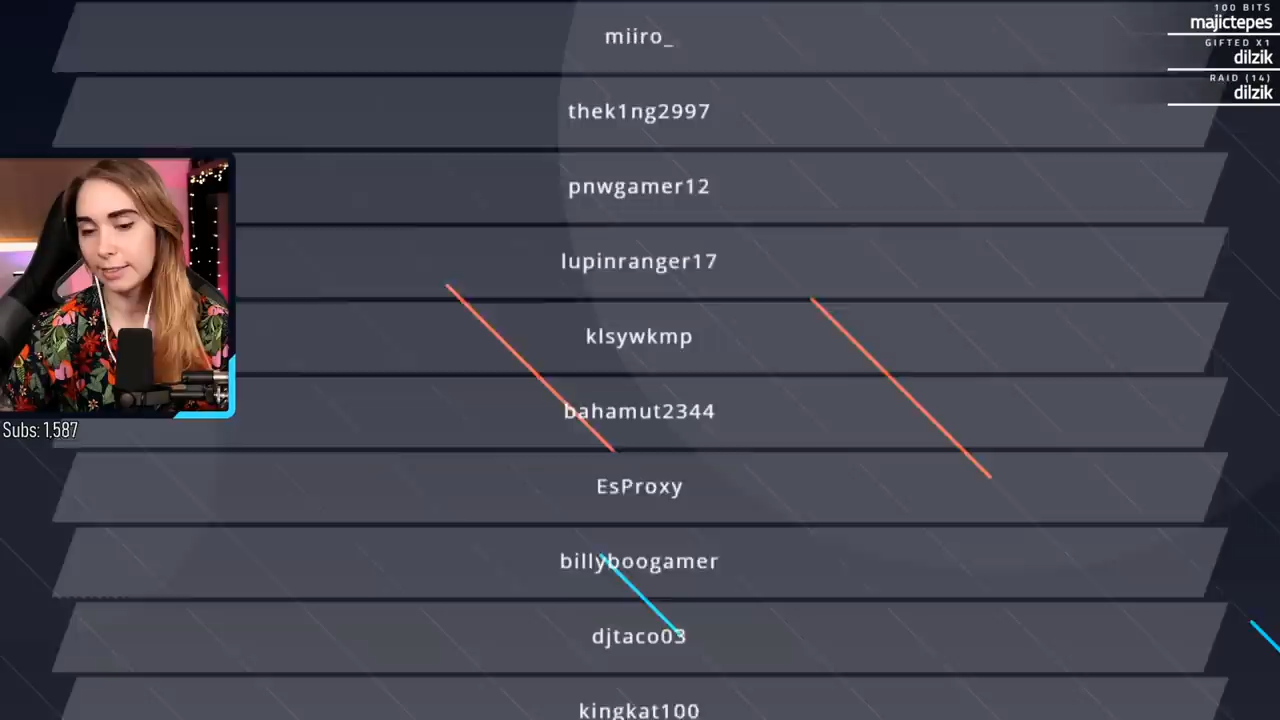 100 BITS
majictepes
GIFTED X1
dilzik
RAID (14)
dilzik
miiro_
thek1ng2997
pnwgamer12
lupinranger17
klsywkmp
bahamut2344
EsProxy
billyboogamer
djtaco03
kingkat100
Subs: 1,587